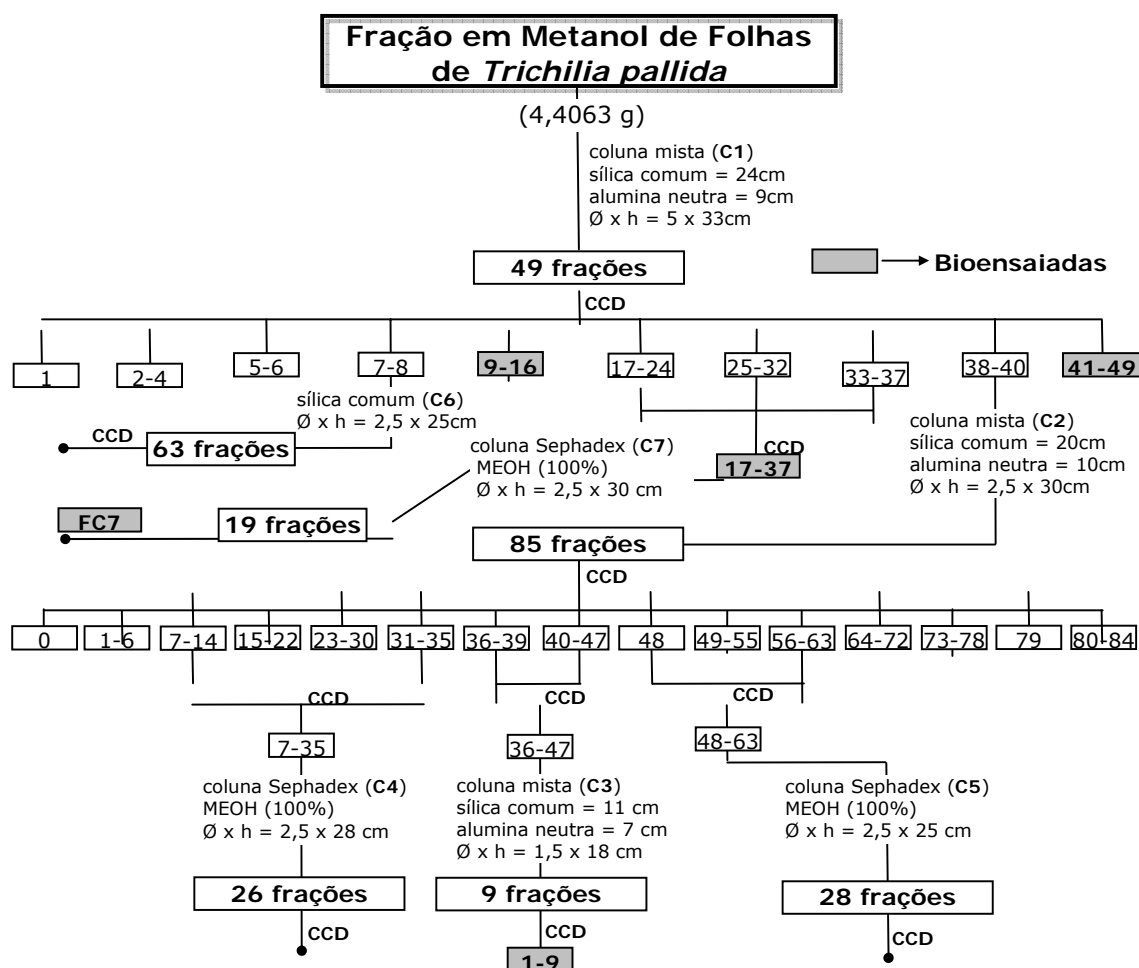 Fração em Metanol de Folhas
de Trichilia pallida
(4,4063 g)
coluna mista (C1)
sílica comum = 24cm
alumina neutra = 9cm
Ø x h = 5 x 33cm
49 frações
Bioensaiadas
CCD
1
2-4
5-6
7-8
9-16
17-24
25-32
33-37
38-40
41-49
sílica comum (C6)
Ø x h = 2,5 x 25cm
CCD
63 frações
coluna Sephadex (C7)
MEOH (100%)
Ø x h = 2,5 x 30 cm
CCD
17-37
coluna mista (C2)
sílica comum = 20cm
alumina neutra = 10cm
Ø x h = 2,5 x 30cm
FC7
19 frações
85 frações
CCD
0
1-6
7-14
15-22
23-30
31-35
36-39
40-47
48
49-55
56-63
64-72
73-78
79
80-84
CCD
CCD
CCD
7-35
36-47
48-63
coluna Sephadex (C4)
MEOH (100%)
Ø x h = 2,5 x 28 cm
coluna mista (C3)
sílica comum = 11 cm
alumina neutra = 7 cm
Ø x h = 1,5 x 18 cm
coluna Sephadex (C5)
MEOH (100%)
Ø x h = 2,5 x 25 cm
26 frações
9 frações
28 frações
CCD
CCD
CCD
1-9